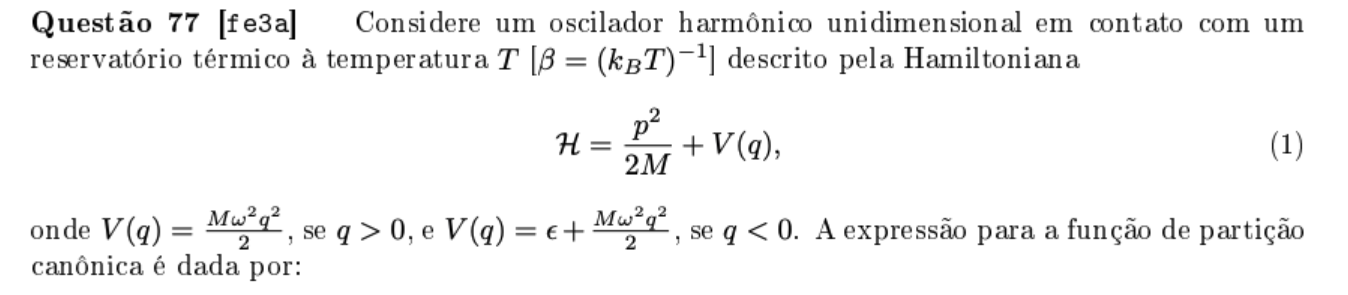 Questão 77 [fe3a] Considere um oscilador harmônico unidimensional em contato com um
reservatório térmico à temperatura T [β = (k_BT)^{−1}] descrito pela Hamiltoniana
ℋ = p²/2M + V(q), (1)
onde V(q) = Mω²q²/2, se q > 0, e V(q) = ϵ + Mω²q²/2, se q < 0. A expressão para a função de partição
canônica é dada por: